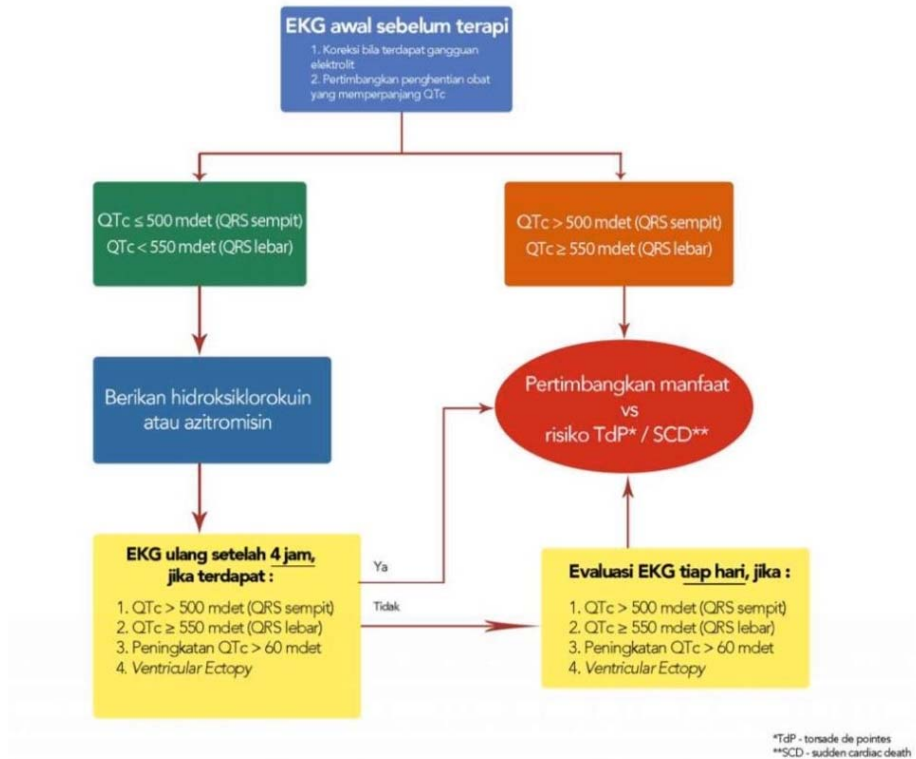 EKG awal sebelum terapi
1. Koreksi bila terdapat gangguan
elektrolit
2. Pertimbangkan penghentian obat
yang memperpanjang QTc
QTc ≤ 500 mdet (QRS sempit)
QTc < 550 mdet (QRS lebar)
QTc > 500 mdet (QRS sempit)
QTc ≥ 550 mdet (QRS lebar)
Berikan hidroksiklorokuin
atau azitromisin
Pertimbangkan manfaat
vs
risiko TdP* / SCD**
EKG ulang setelah 4 jam,
jika terdapat :
1. QTc > 500 mdet (QRS sempit)
2. QTc ≥ 550 mdet (QRS lebar)
3. Peningkatan QTc > 60 mdet
4. Ventricular Ectopy
Ya
Tidak
Evaluasi EKG tiap hari, jika :
1. QTc > 500 mdet (QRS sempit)
2. QTc ≥ 550 mdet (QRS lebar)
3. Peningkatan QTc > 60 mdet
4. Ventricular Ectopy
*TdP - torsade de pointes
**SCD - sudden cardiac death